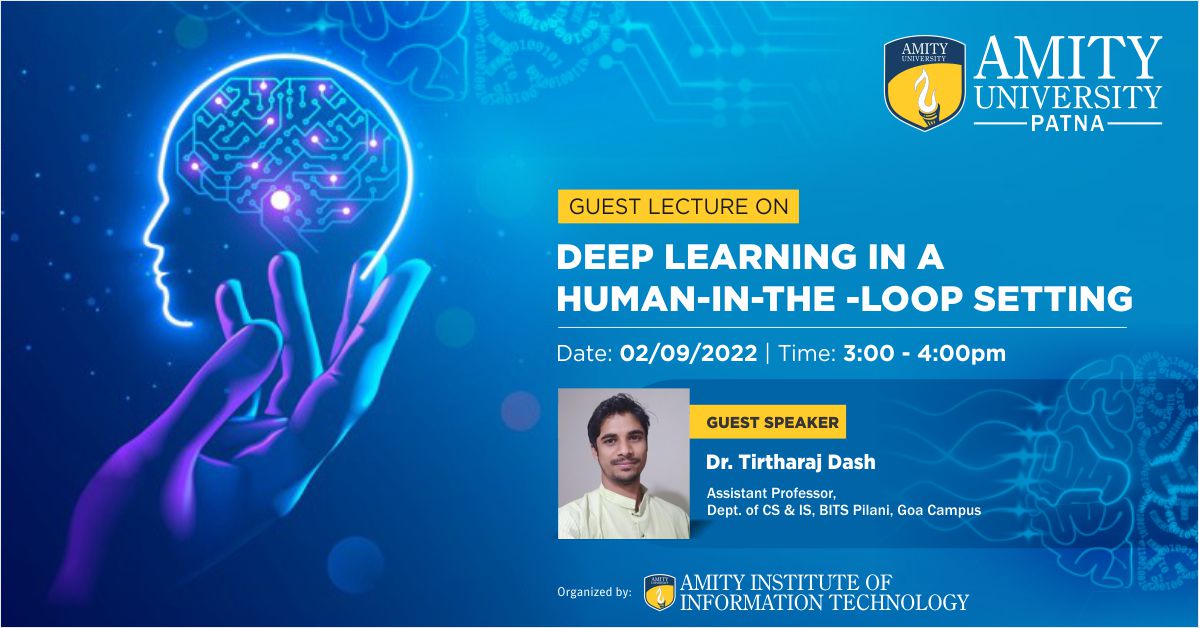 AMITY
UNIVERSITY
AMITY
UNIVERSITY
PATNA
GUEST LECTURE ON
DEEP LEARNING IN A
HUMAN-IN-THE -LOOP SETTING
Date: 02/09/2022 | Time: 3:00 - 4:00pm
GUEST SPEAKER
Dr. Tirtharaj Dash
Assistant Professor,
Dept. of CS & IS, BITS Pilani, Goa Campus
Organized by:
AMITY
UNIVERSITY
AMITY INSTITUTE OF
INFORMATION TECHNOLOGY